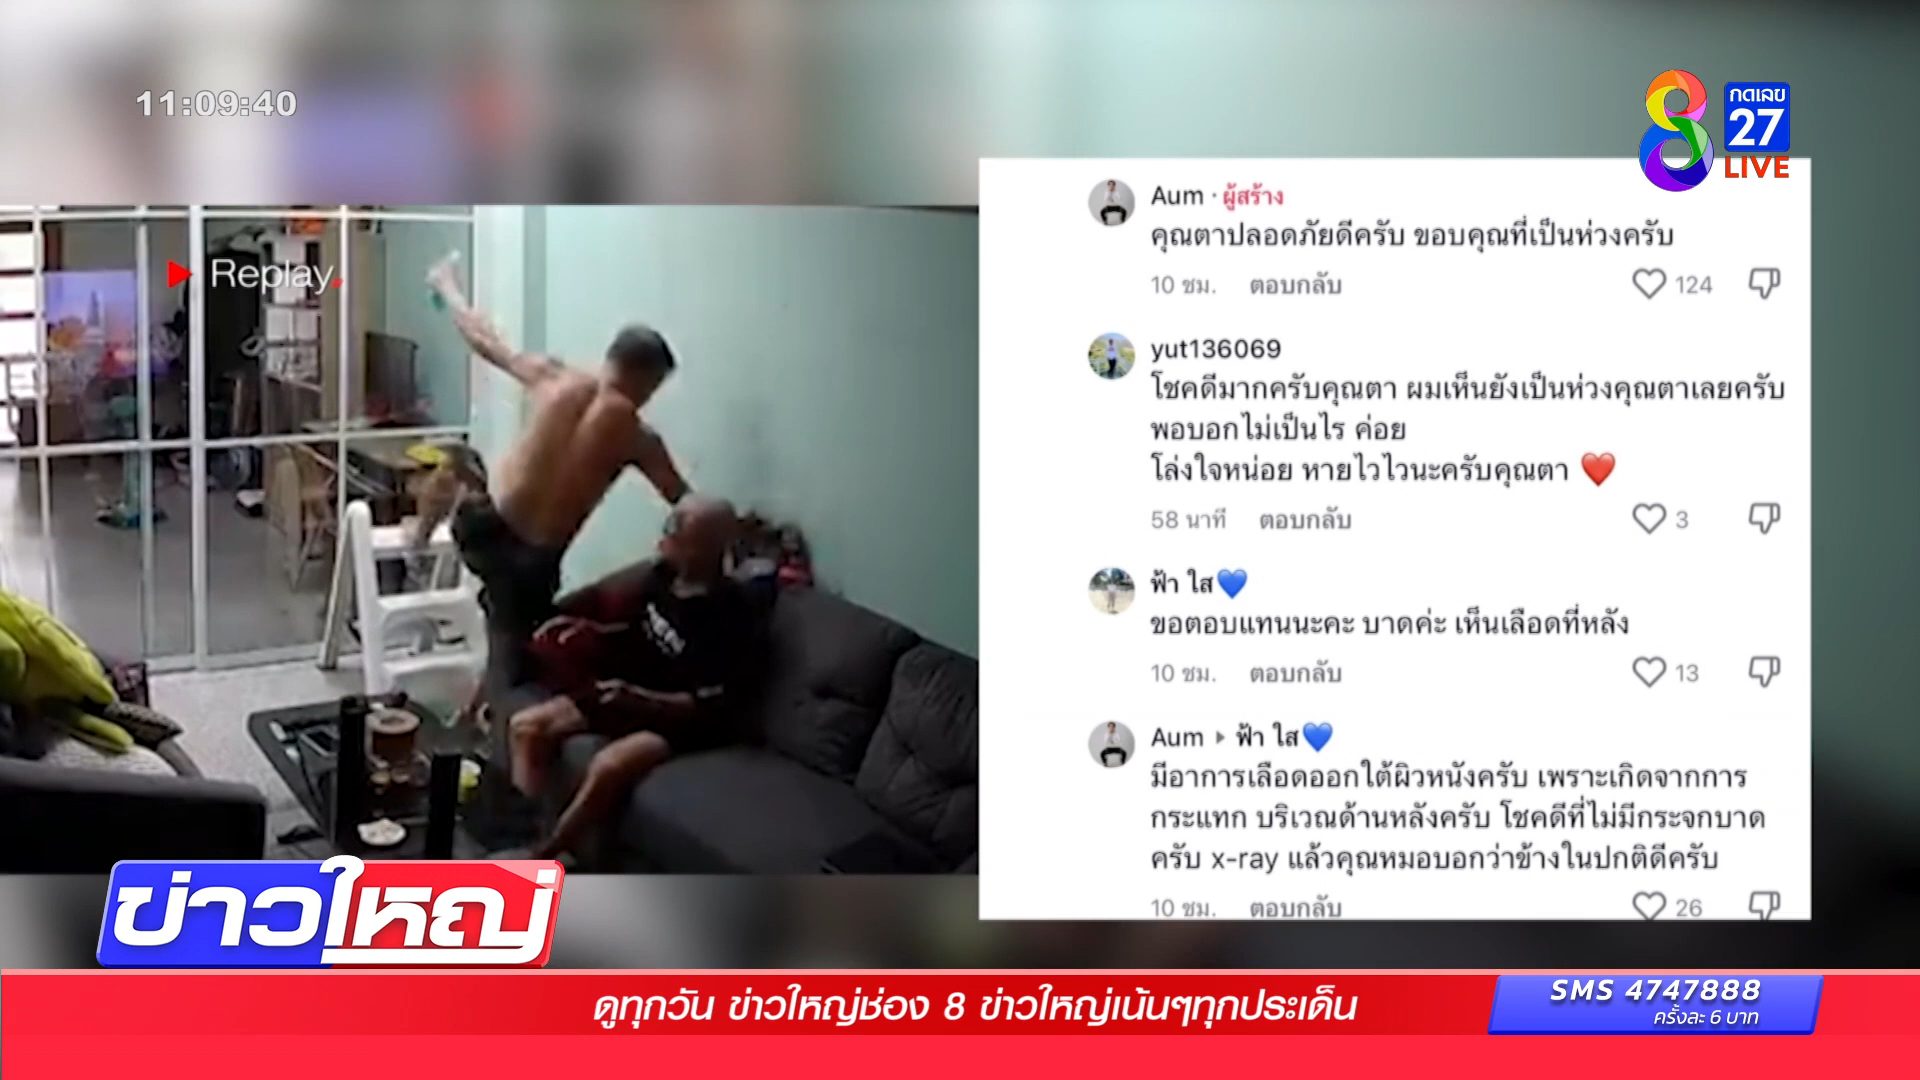 11:09:40
กดเลข
27
LIVE
Replay
Aum · ผู้สร้าง
คุณตาปลอดภัยดีครับ ขอบคุณที่เป็นห่วงครับ
10 ชม. ตอบกลับ 124
yut136069
โชคดีมากครับคุณตา ผมเห็นยังเป็นห่วงคุณตาเลยครับ
พอบอกไม่เป็นไร ค่อย
โล่งใจหน่อย หายไวไวนะครับคุณตา ❤️
58 นาที ตอบกลับ 3
ฟ้า ใส💙
ขอตอบแทนนะคะ บาดค่ะ เห็นเลือดที่หลัง
10 ชม. ตอบกลับ 13
Aum ▸ ฟ้า ใส💙
มีอาการเลือดออกใต้ผิวหนังครับ เพราะเกิดจากการ
กระแทก บริเวณด้านหลังครับ โชคดีที่ไม่มีกระจกบาด
ครับ x-ray แล้วคุณหมอบอกว่าข้างในปกติดีครับ
10 ชม. ตอบกลับ 26
ข่าวใหญ่
ดูทุกวัน ข่าวใหญ่ช่อง 8 ข่าวใหญ่เน้นๆทุกประเด็น
SMS 4747888
ครั้งละ 6 บาท